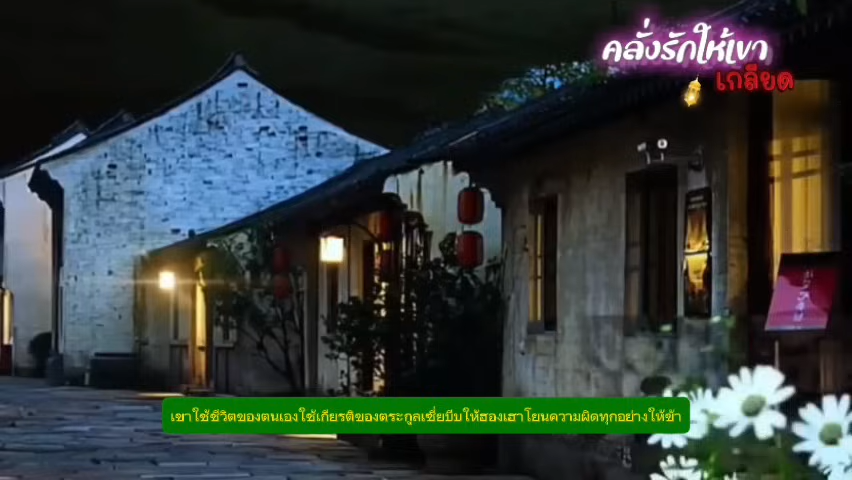 คลั่งรักให้เขา
เกลียด
เขาใช้ชีวิตของตนเองใช้เกียรติของตระกูลเซี่ยบีบให้ฮองเฮาโยนความผิดทุกอย่างให้ข้า